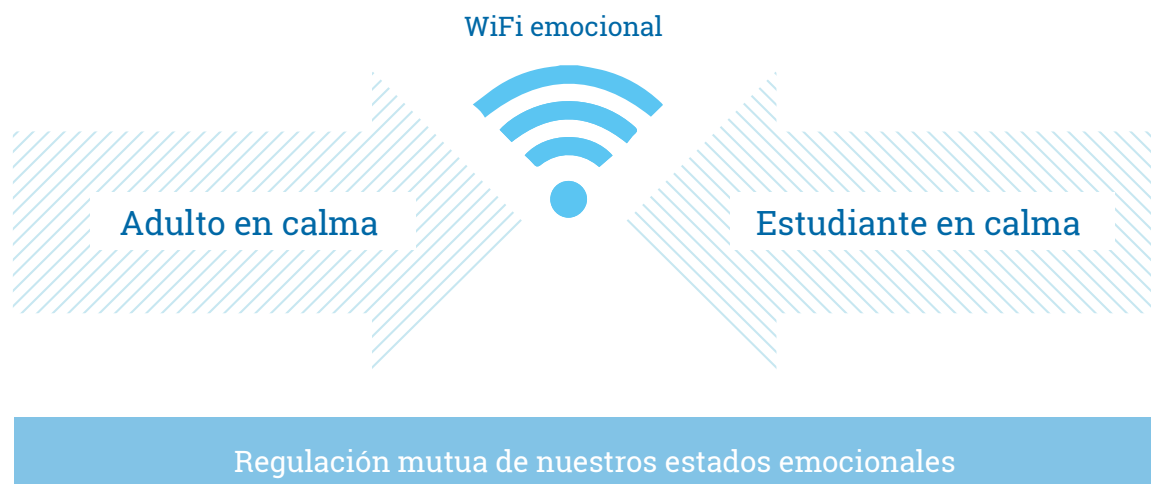 WiFi emocional
Adulto en calma
Estudiante en calma
Regulación mutua de nuestros estados emocionales